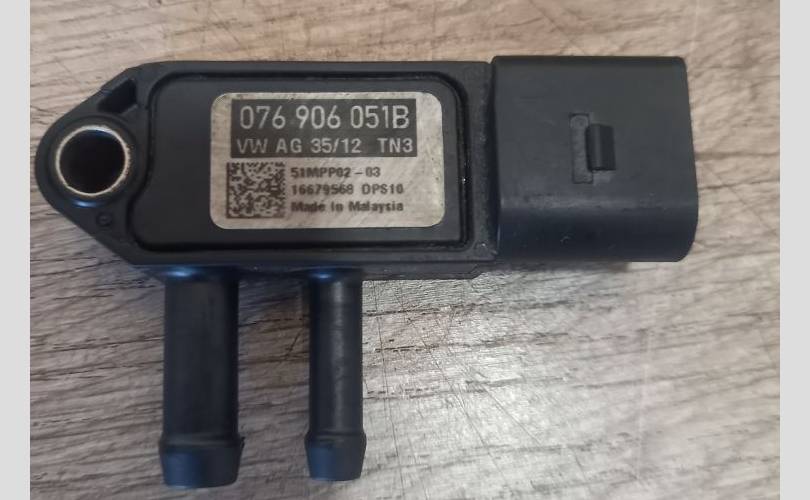 076 906 051B
VW AG 35/12 TN3
51MPP02-03
16679568 DPS10
Made in Malaysia